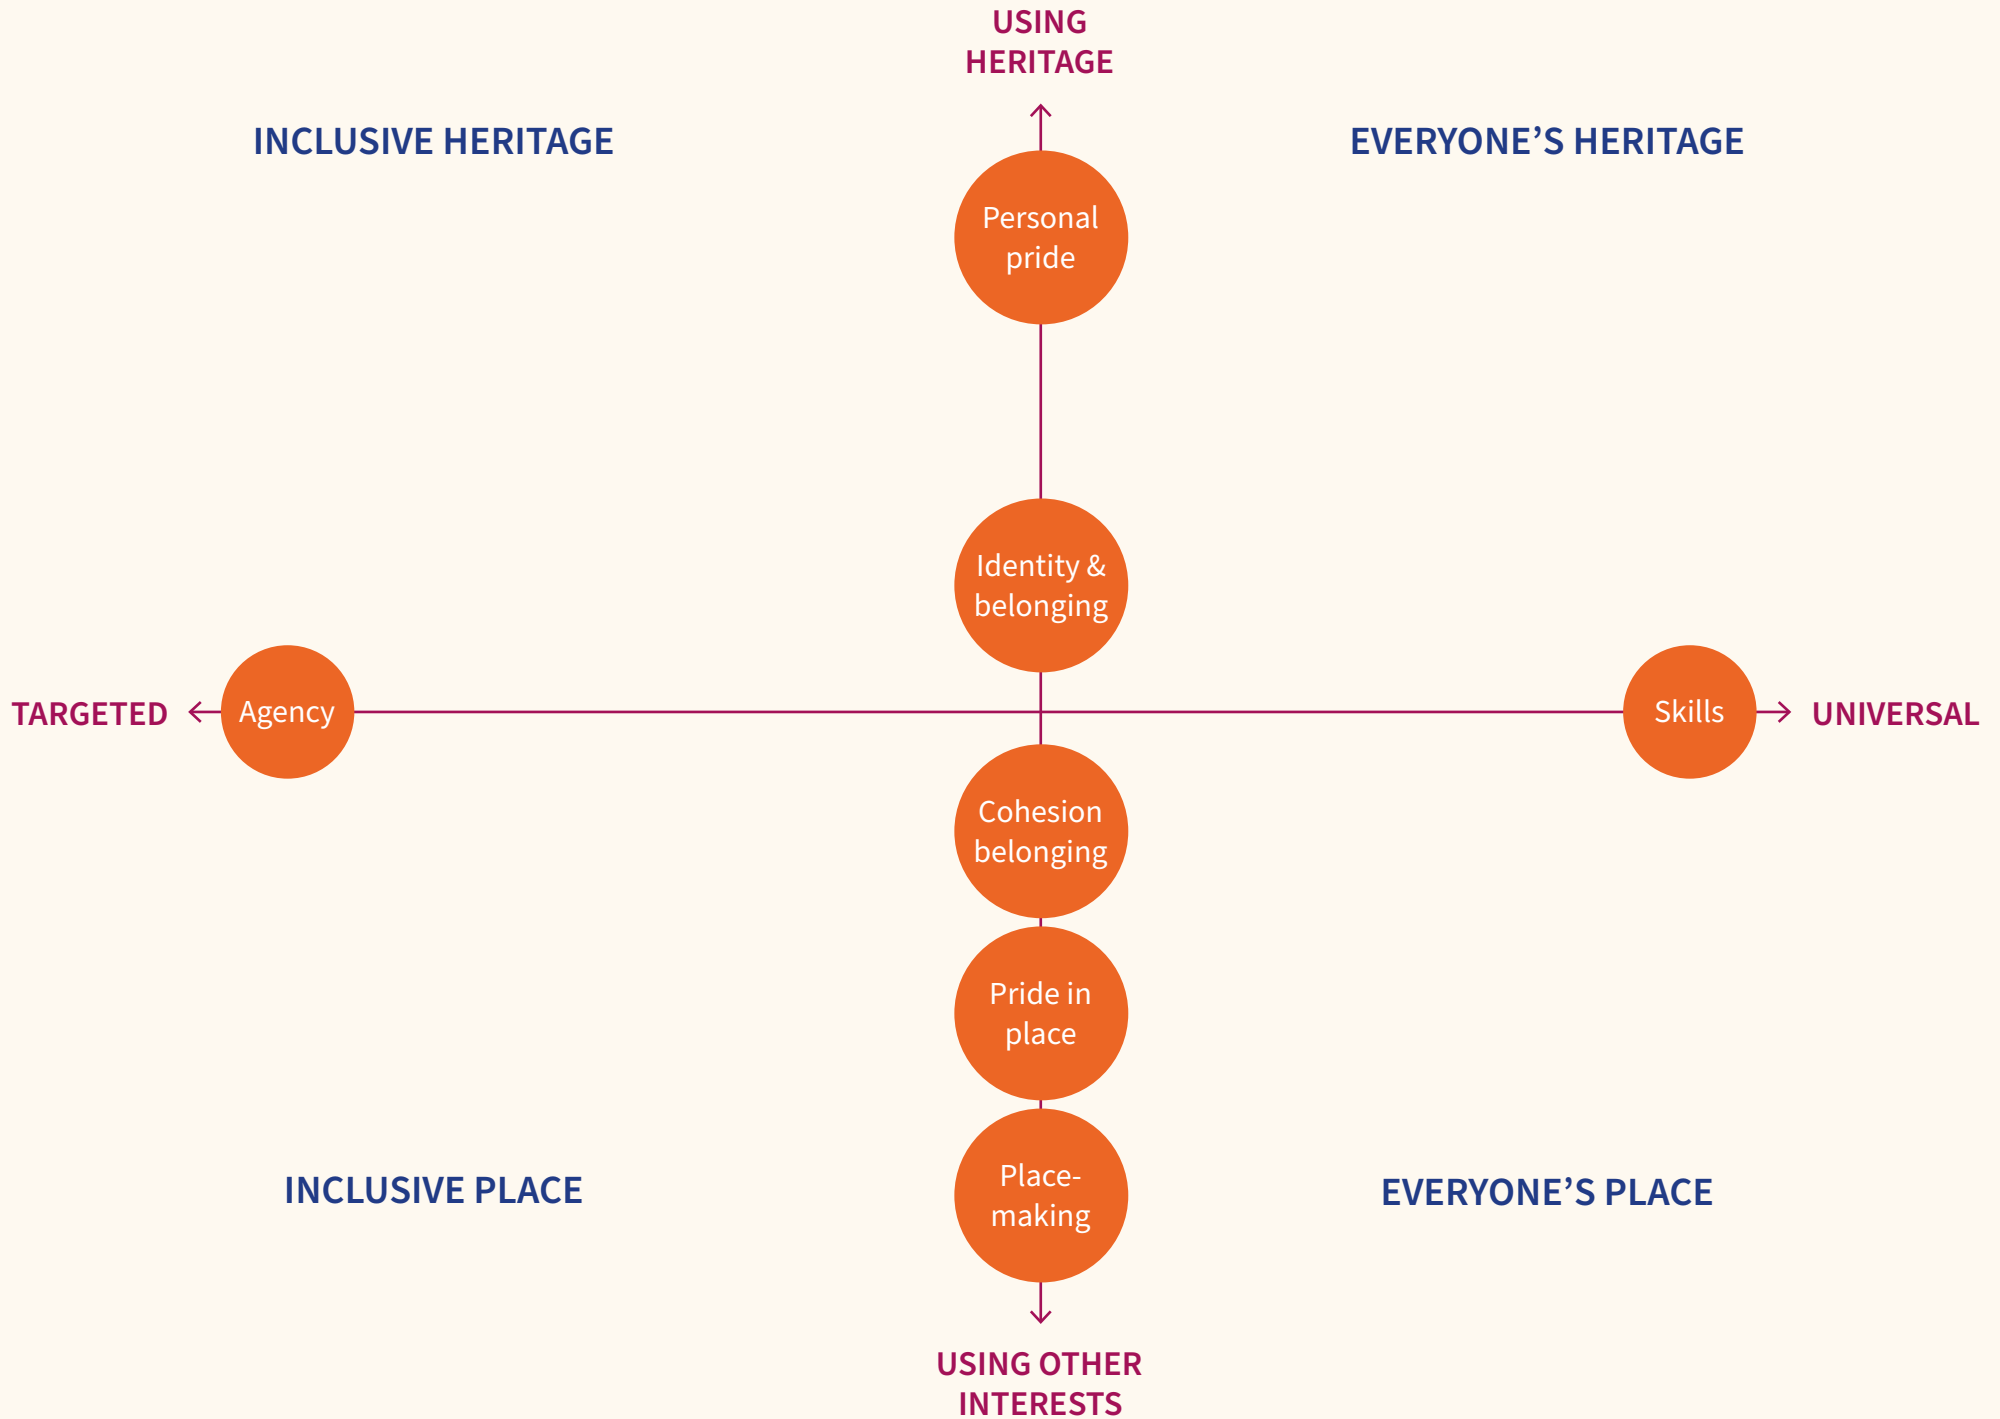 USING
HERITAGE
INCLUSIVE HERITAGE
EVERYONE’S HERITAGE
Personal
pride
Identity &
belonging
TARGETED
Agency
Skills
UNIVERSAL
Cohesion
belonging
Pride in
place
Place-
making
INCLUSIVE PLACE
EVERYONE’S PLACE
USING OTHER
INTERESTS